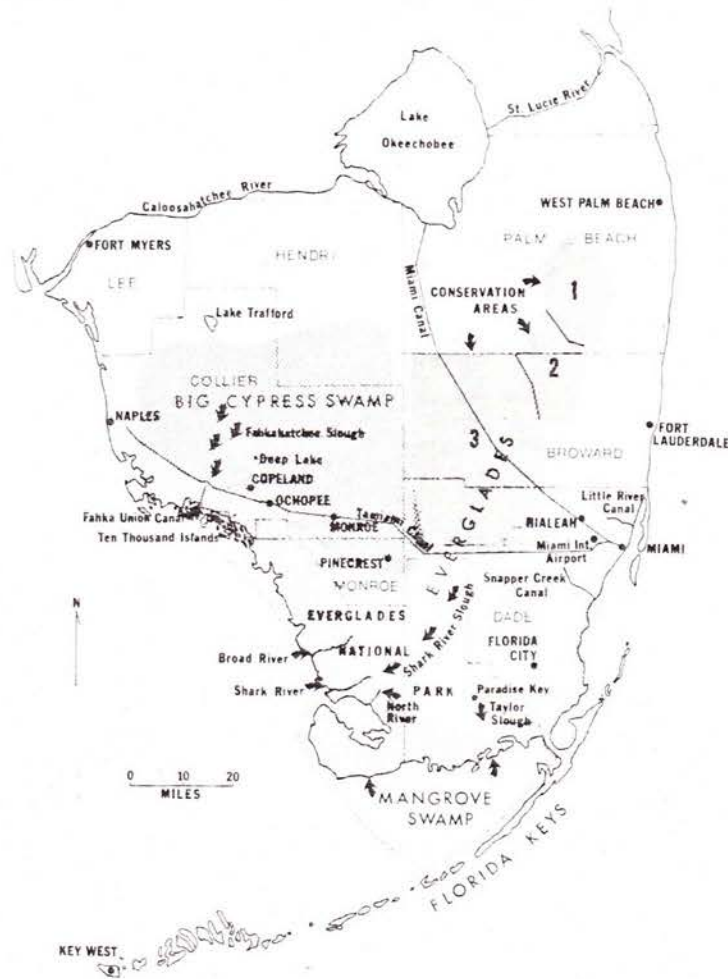 Lake
Okeechobee
St. Lucie River
Caloosahatchee River
WEST PALM BEACH
FORT MYERS
HENDRY
PALM BEACH
LEE
Miami Canal
CONSERVATION
AREAS
1
Lake Trafford
2
COLLIER
BIG CYPRESS SWAMP
NAPLES
Fahkahatchee Slough
3
FORT
LAUDERDALE
BROWARD
Deep Lake
COPELAND
EVERGLADES
OCHOPEE
Little River
Canal
Fahka Union Canal
Tamiami Canal
HIALEAH
MONROE
Ten Thousand Islands
Miami Int.
Airport
MIAMI
PINECREST
MONROE
Snapper Creek
Canal
N
EVERGLADES
DADE
Shark River Slough
FLORIDA
CITY
Broad River
NATIONAL
Shark River
PARK
Paradise Key
North
River
Taylor
Slough
0 10 20
MILES
MANGROVE
SWAMP
FLORIDA KEYS
KEY WEST